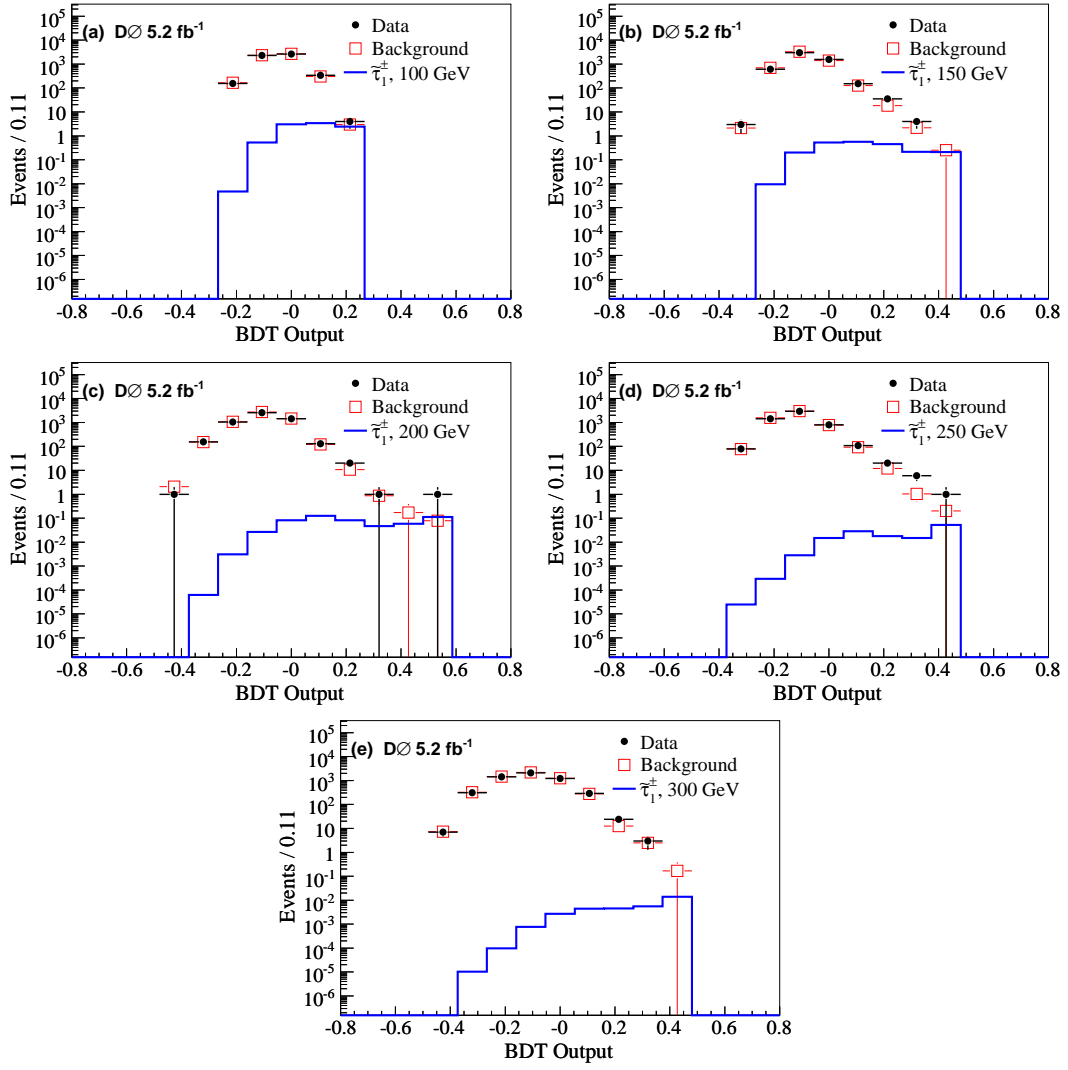 (a) DØ 5.2 fb⁻¹
Data
Background
τ̃₁±, 100 GeV
Events / 0.11
10⁵
10⁴
10³
10²
10
1
10⁻¹
10⁻²
10⁻³
10⁻⁴
10⁻⁵
10⁻⁶
-0.8 -0.6 -0.4 -0.2 -0 0.2 0.4 0.6 0.8
BDT Output
(b) DØ 5.2 fb⁻¹
Data
Background
τ̃₁±, 150 GeV
Events / 0.11
10⁵
10⁴
10³
10²
10
1
10⁻¹
10⁻²
10⁻³
10⁻⁴
10⁻⁵
10⁻⁶
-0.8 -0.6 -0.4 -0.2 -0 0.2 0.4 0.6 0.8
BDT Output
(c) DØ 5.2 fb⁻¹
Data
Background
τ̃₁±, 200 GeV
Events / 0.11
10⁵
10⁴
10³
10²
10
1
10⁻¹
10⁻²
10⁻³
10⁻⁴
10⁻⁵
10⁻⁶
-0.8 -0.6 -0.4 -0.2 -0 0.2 0.4 0.6 0.8
BDT Output
(d) DØ 5.2 fb⁻¹
Data
Background
τ̃₁±, 250 GeV
Events / 0.11
10⁵
10⁴
10³
10²
10
1
10⁻¹
10⁻²
10⁻³
10⁻⁴
10⁻⁵
10⁻⁶
-0.8 -0.6 -0.4 -0.2 -0 0.2 0.4 0.6 0.8
BDT Output
(e) DØ 5.2 fb⁻¹
Data
Background
τ̃₁±, 300 GeV
Events / 0.11
10⁵
10⁴
10³
10²
10
1
10⁻¹
10⁻²
10⁻³
10⁻⁴
10⁻⁵
10⁻⁶
-0.8 -0.6 -0.4 -0.2 -0 0.2 0.4 0.6 0.8
BDT Output